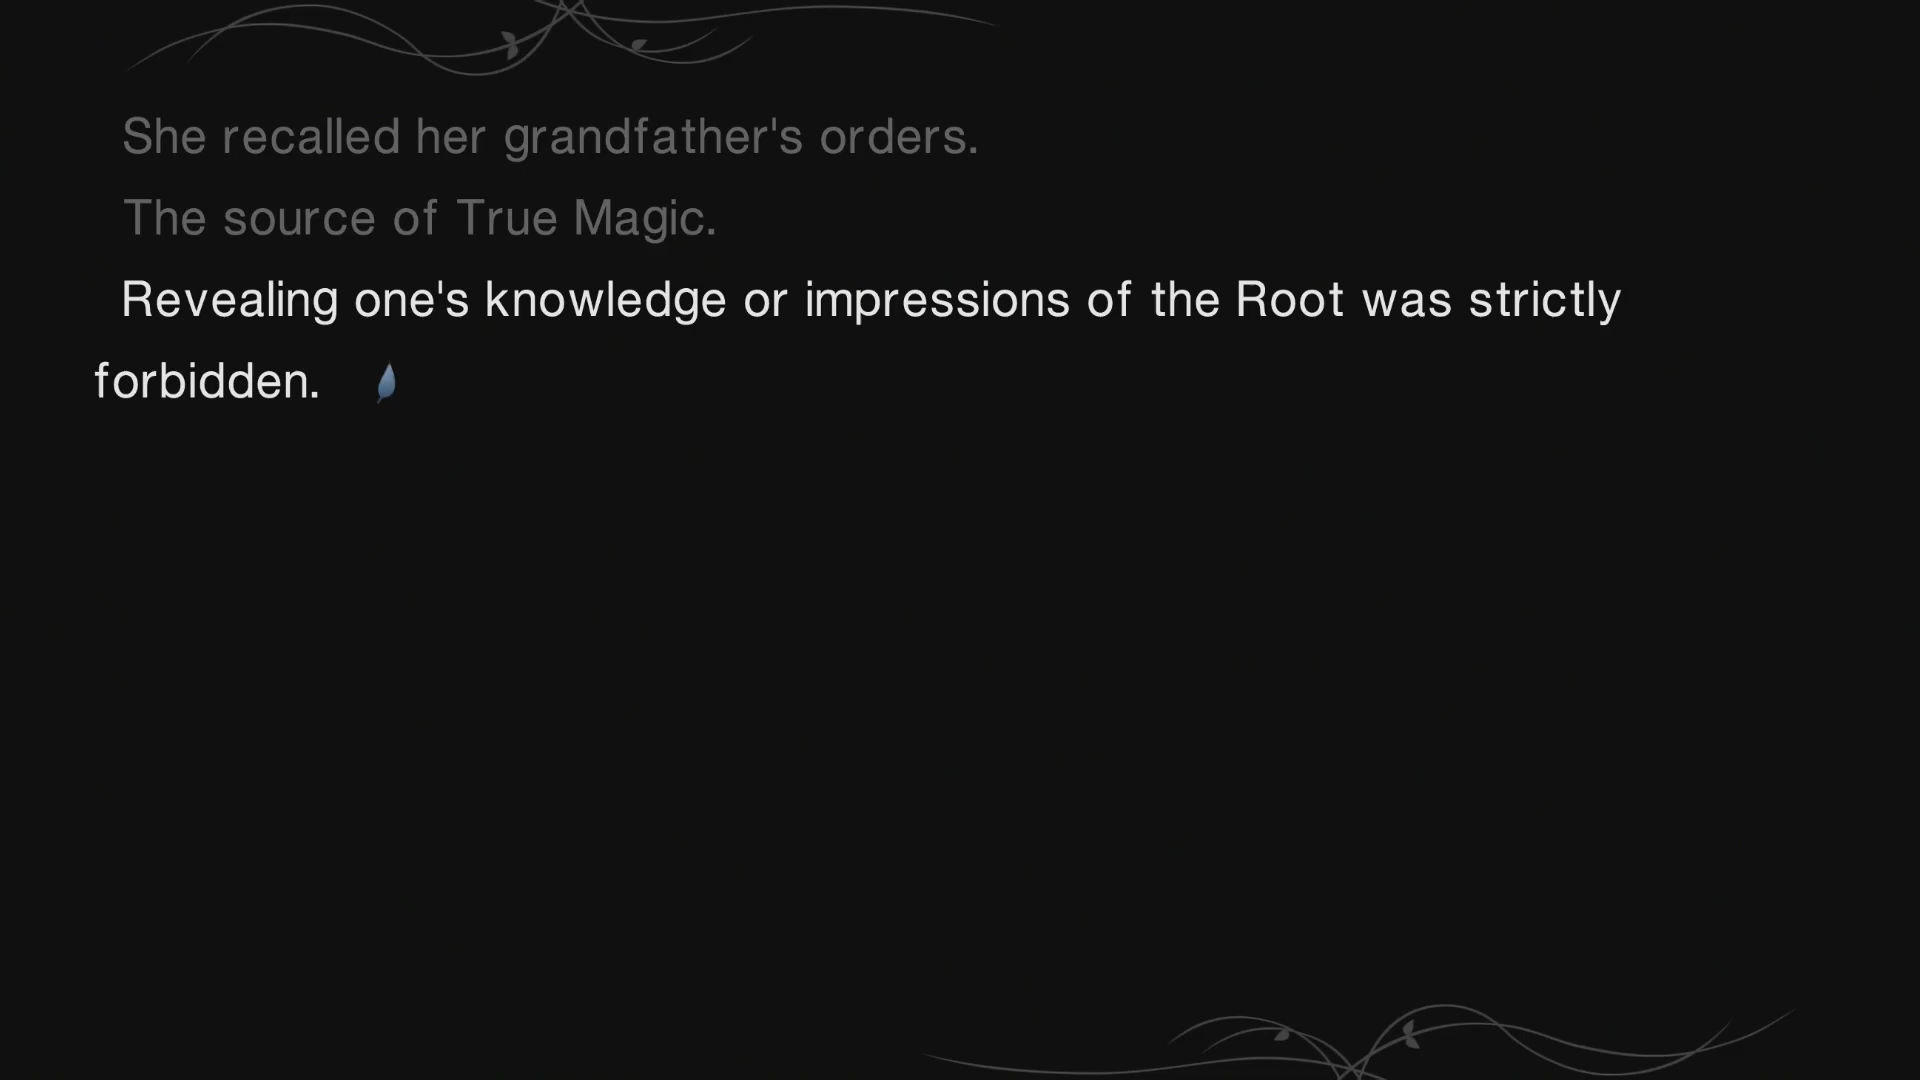 She recalled her grandfather's orders.
The source of True Magic.
Revealing one's knowledge or impressions of the Root was strictly
forbidden.